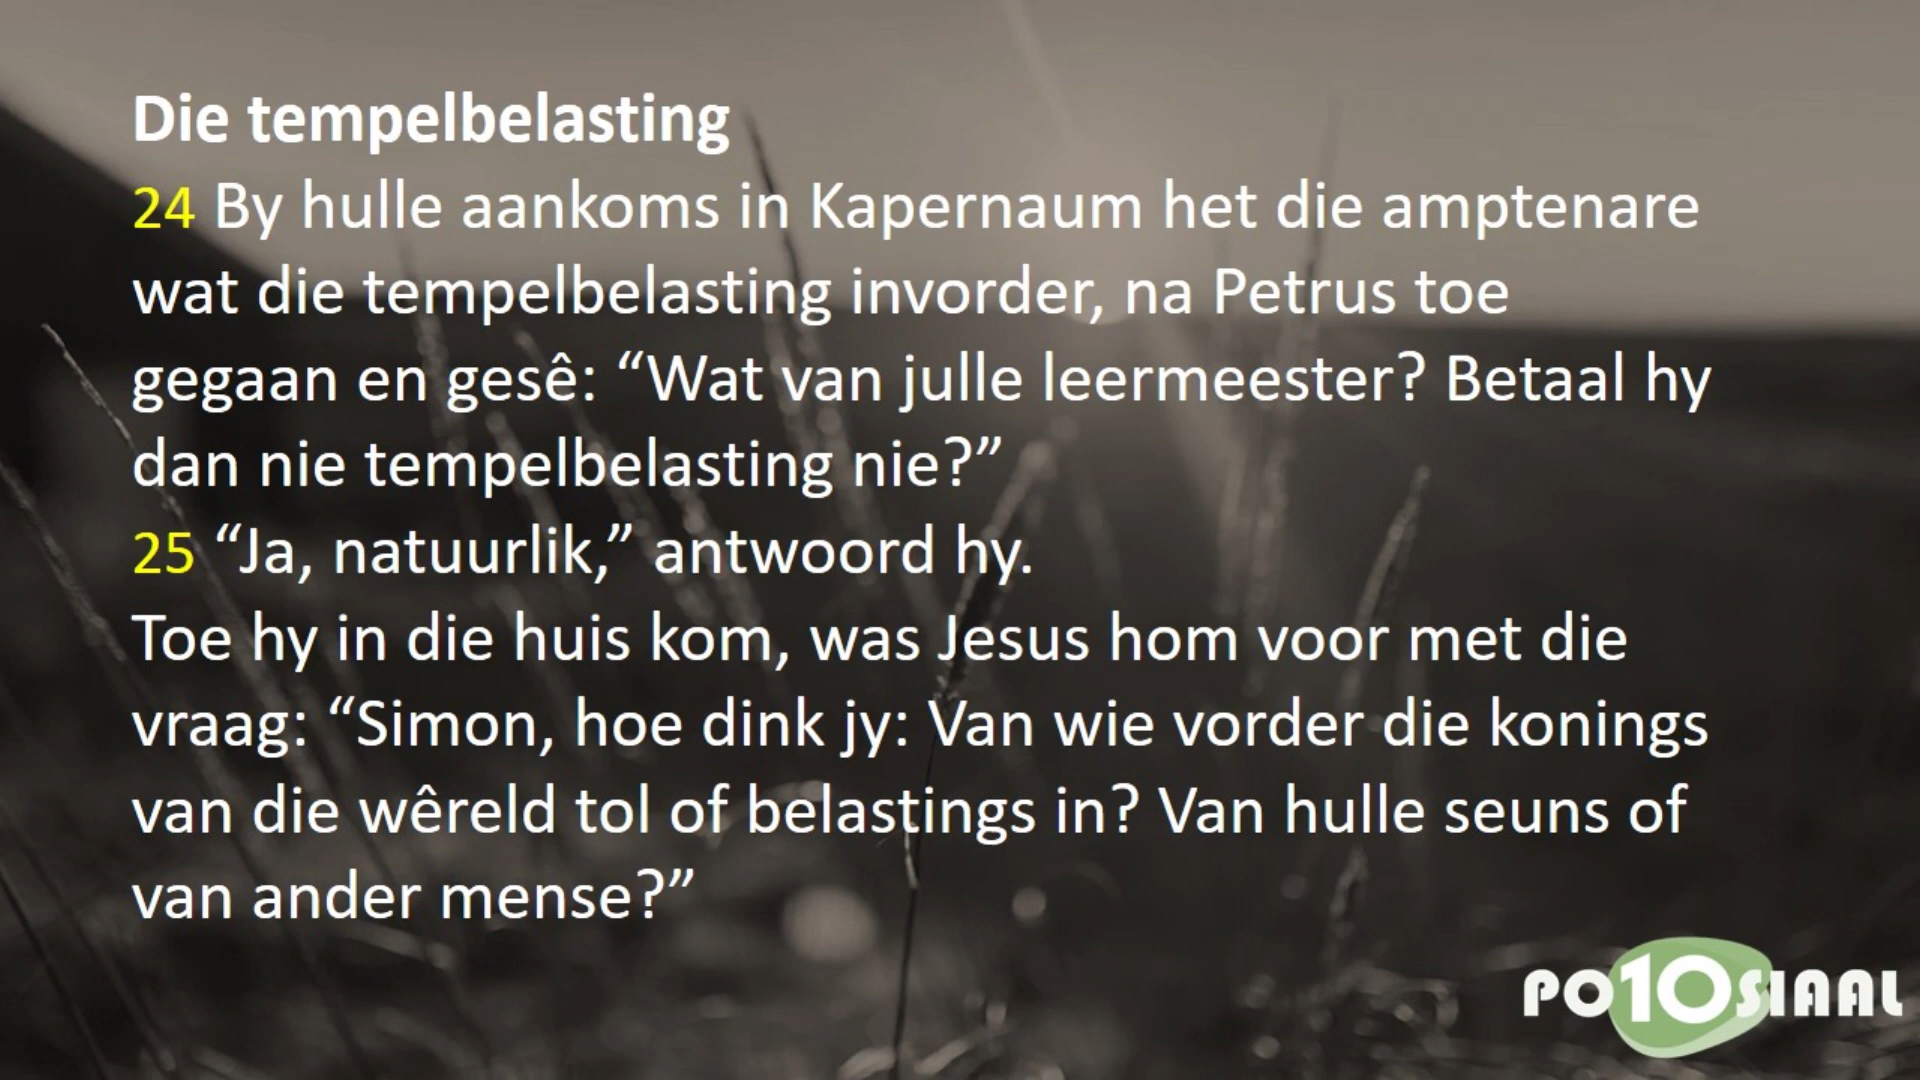 Die tempelbelasting
24 By hulle aankoms in Kapernaum het die amptenare
wat die tempelbelasting invorder, na Petrus toe
gegaan en gesê: “Wat van julle leermeester? Betaal hy
dan nie tempelbelasting nie?”
25 “Ja, natuurlik,” antwoord hy.
Toe hy in die huis kom, was Jesus hom voor met die
vraag: “Simon, hoe dink jy: Van wie vorder die konings
van die wêreld tol of belastings in? Van hulle seuns of
van ander mense?”
PO10SIAAL